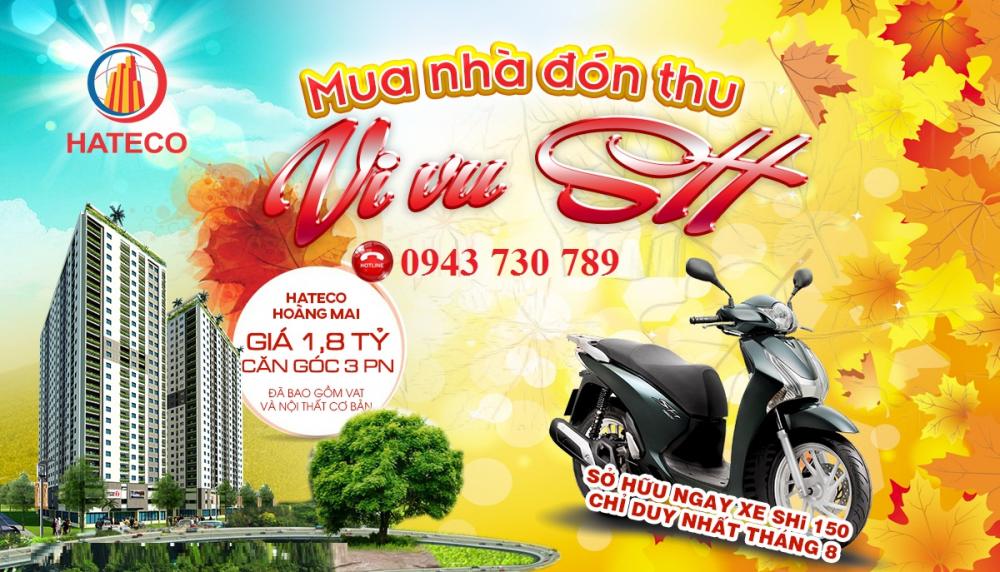 HATECO
Mua nhà đón thu
Vi vu SH
HOTLINE
0943 730 789
HATECO
HOÀNG MAI
GIÁ 1,8 TỶ
CĂN GÓC 3 PN
ĐÃ BAO GỒM VAT
VÀ NỘI THẤT CƠ BẢN
SỞ HỮU NGAY XE SHi 150
CHỈ DUY NHẤT THÁNG 8